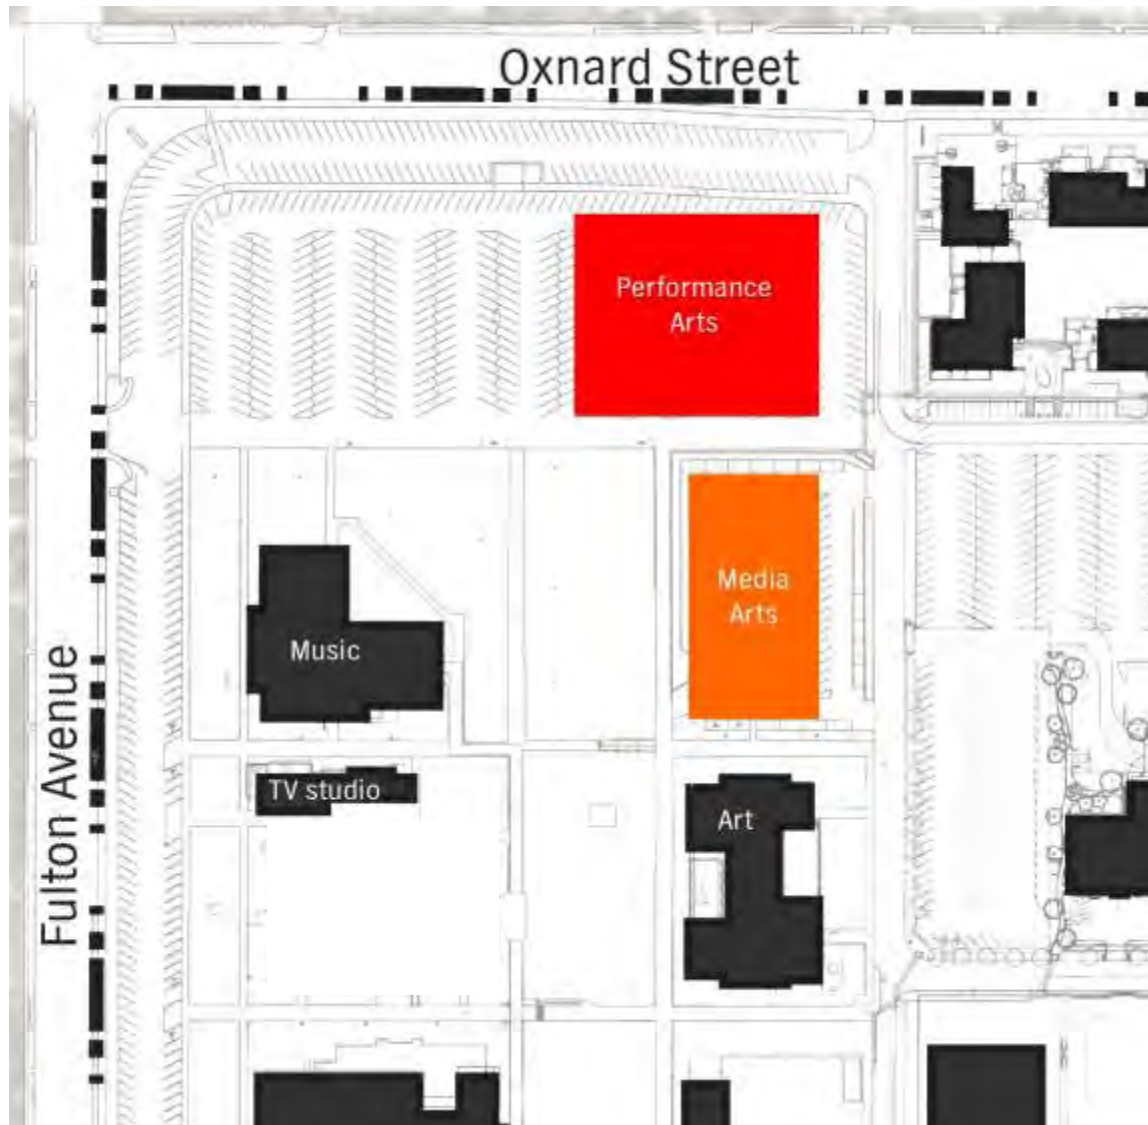 Oxnard Street
Performance
Arts
Media
Arts
Music
Fulton Avenue
TV studio
Art